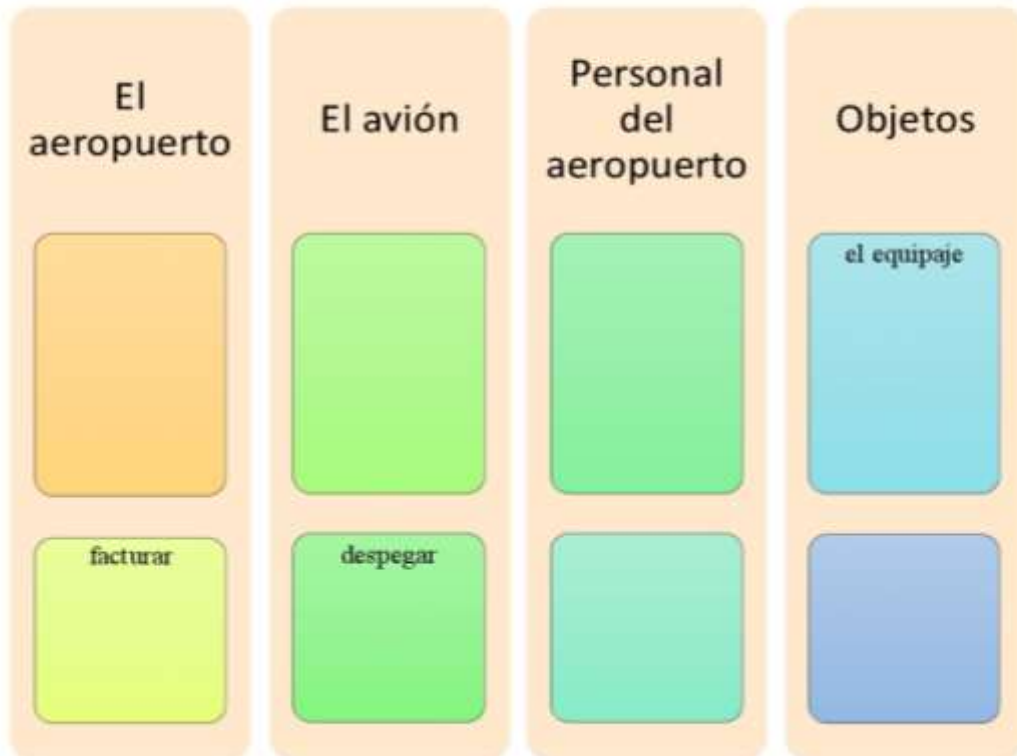 El
aeropuerto
El avión
Personal
del
aeropuerto
Objetos
el equipaje
facturar
despegar